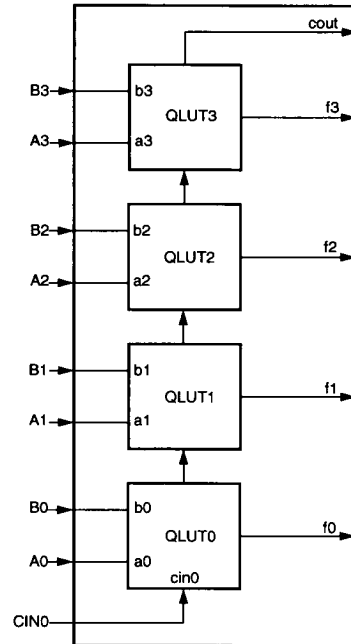 cout
B3 b3 QLUT3 f3
A3 a3
B2 b2 QLUT2 f2
A2 a2
B1 b1 QLUT1 f1
A1 a1
B0 b0 QLUT0 f0
A0 a0
cin0
CIN0